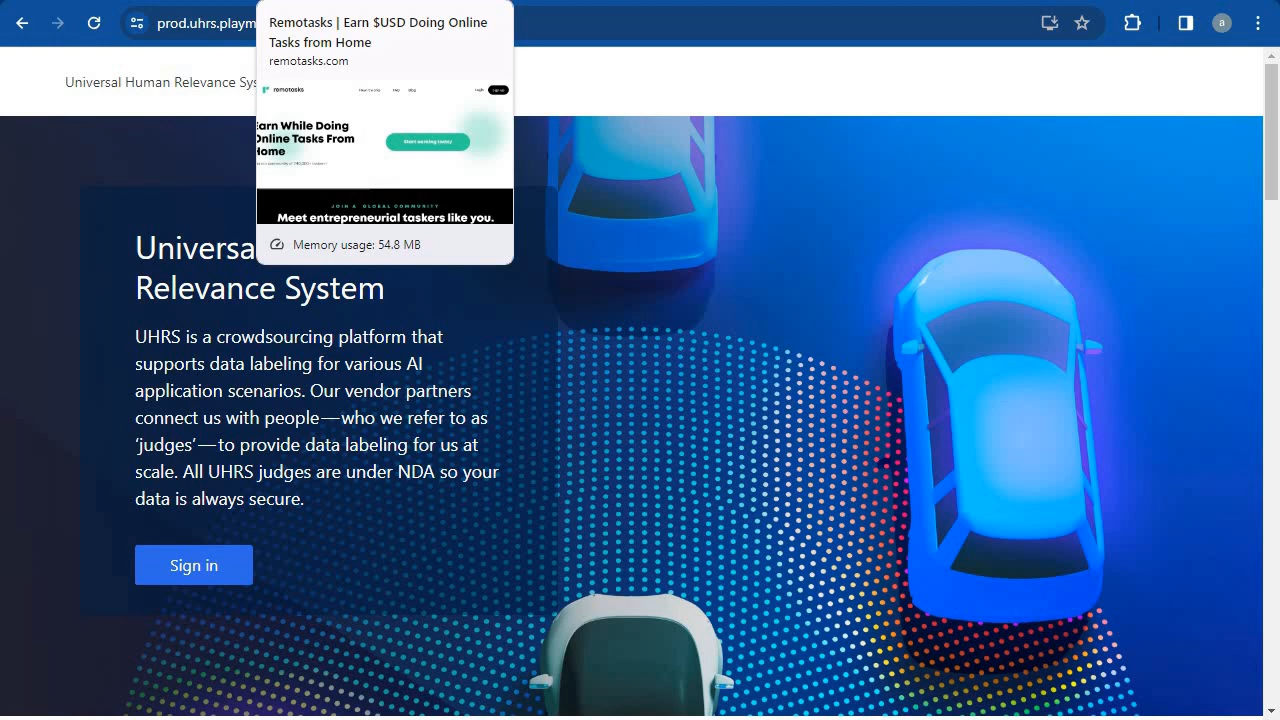 prod.uhrs.playm
Remotasks | Earn $USD Doing Online
Tasks from Home
remotasks.com
remotasks
FAQ
Blog
Sign up
Earn While Doing
Online Tasks From
Home
Start working today
JOIN A GLOBAL COMMUNITY
Meet entrepreneurial taskers like you.
Memory usage: 54.8 MB
a
Universal Human Relevance Sys
Universa
Relevance System
UHRS is a crowdsourcing platform that
supports data labeling for various AI
application scenarios. Our vendor partners
connect us with people—who we refer to as
‘judges’—to provide data labeling for us at
scale. All UHRS judges are under NDA so your
data is always secure.
Sign in